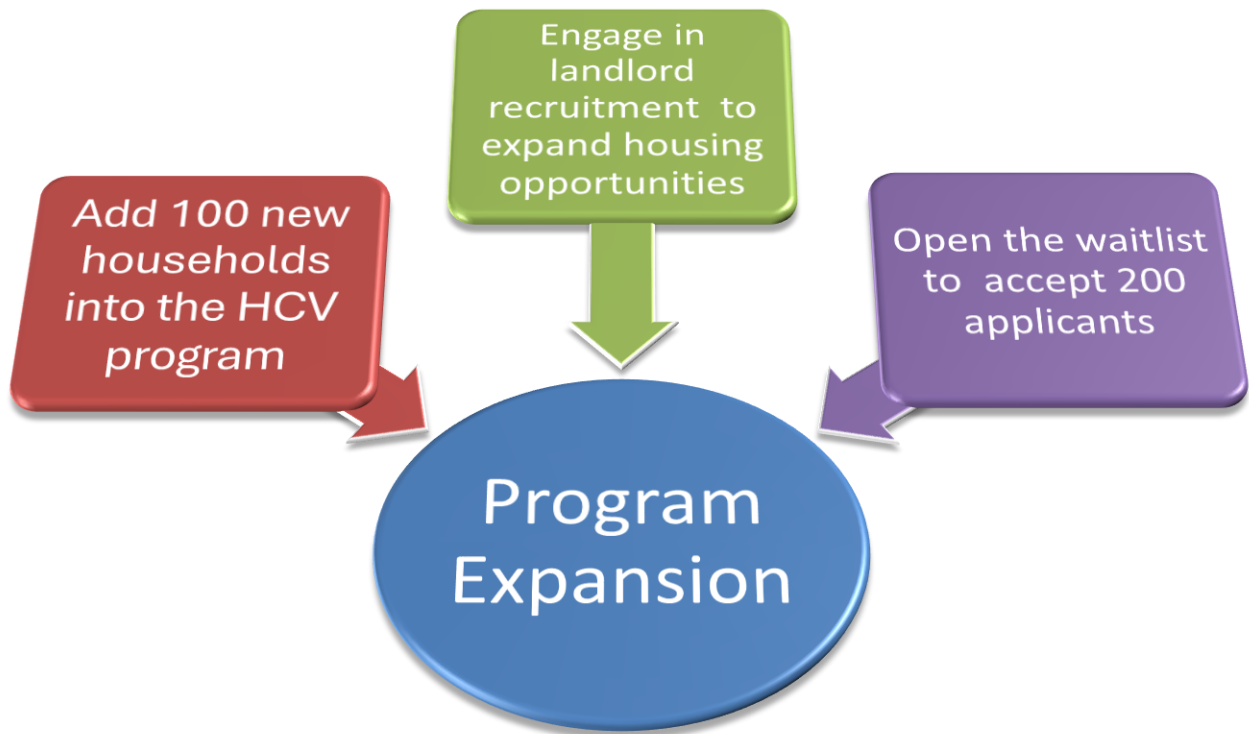 Engage in
landlord
recruitment to
expand housing
opportunities
Add 100 new
households
into the HCV
program
Open the waitlist
to accept 200
applicants
Program
Expansion